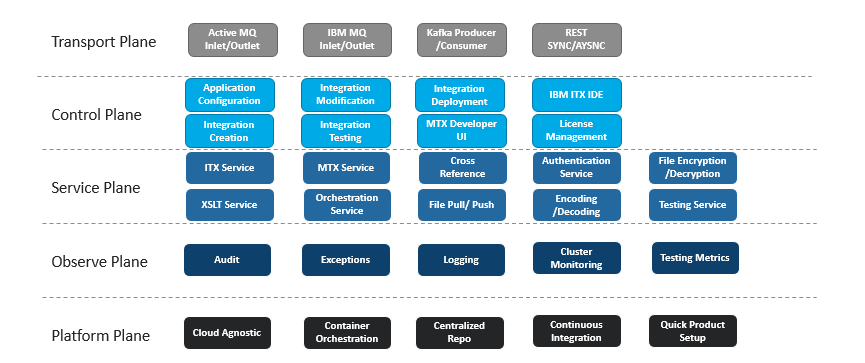 Transport Plane
Active MQ
Inlet/Outlet
IBM MQ
Inlet/Outlet
Kafka Producer
/Consumer
REST
SYNC/AYSNC
Control Plane
Application
Configuration
Integration
Modification
Integration
Deployment
IBM ITX IDE
Integration
Creation
Integration
Testing
MTX Developer
UI
License
Management
Service Plane
ITX Service
MTX Service
Cross
Reference
Authentication
Service
File Encryption
/Decryption
XSLT Service
Orchestration
Service
File Pull/ Push
Encoding
/Decoding
Testing Service
Observe Plane
Audit
Exceptions
Logging
Cluster
Monitoring
Testing Metrics
Platform Plane
Cloud Agnostic
Container
Orchestration
Centralized
Repo
Continuous
Integration
Quick Product
Setup